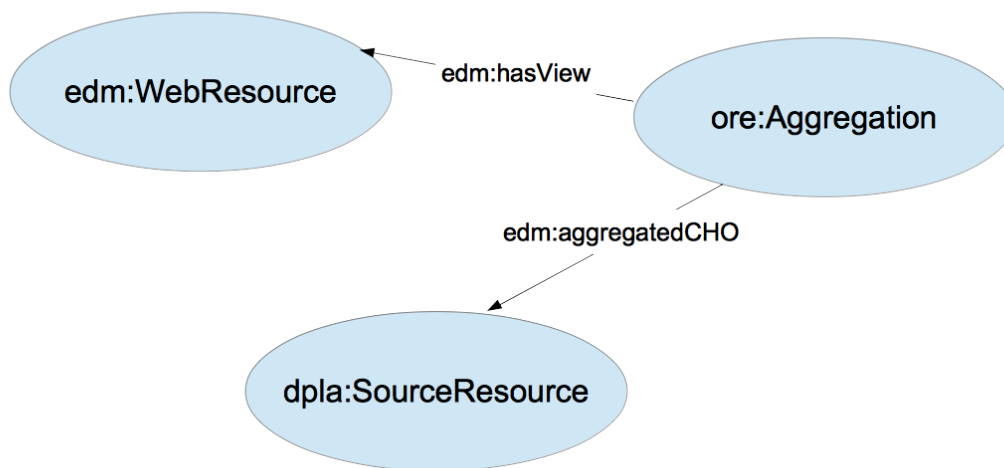 edm:WebResource
edm:hasView
ore:Aggregation
edm:aggregatedCHO
dpla:SourceResource